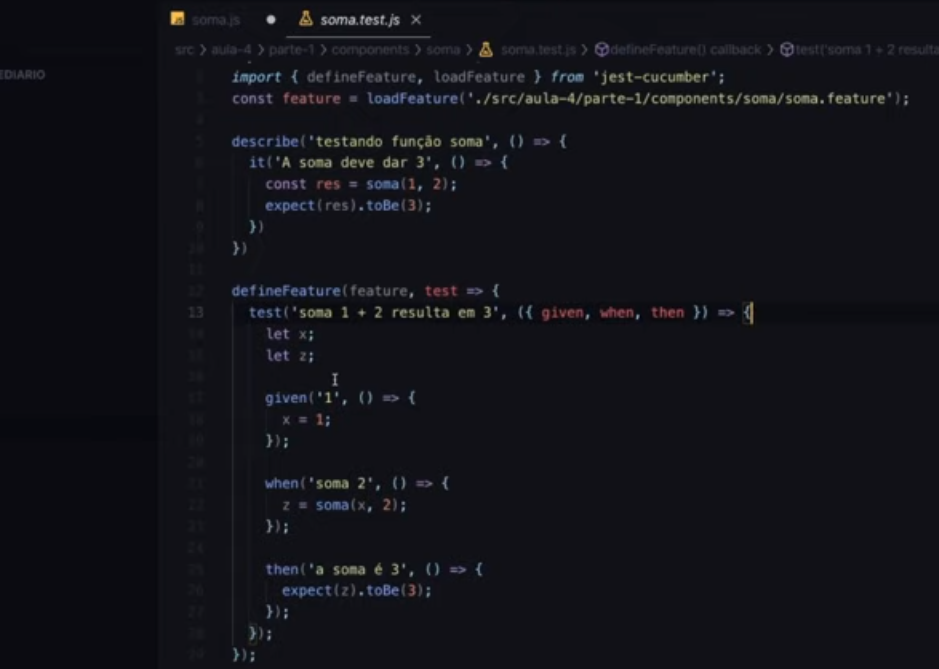 soma.js
soma.test.js
EDIARIO
src > aula-4 > parte-1 > components > soma > soma.test.js > defineFeature() callback > test('soma 1 + 2 resulta
import { defineFeature, loadFeature } from 'jest-cucumber';
const feature = loadFeature('./src/aula-4/parte-1/components/soma/soma.feature');
describe('testando função soma', () => {
it('A soma deve dar 3', () => {
const res = soma(1, 2);
expect(res).toBe(3);
})
})
defineFeature(feature, test => {
13 test('soma 1 + 2 resulta em 3', ({ given, when, then }) => {
let x;
let z;
given('1', () => {
x = 1;
});
when('soma 2', () => {
z = soma(x, 2);
});
then('a soma é 3', () => {
expect(z).toBe(3);
});
});
});